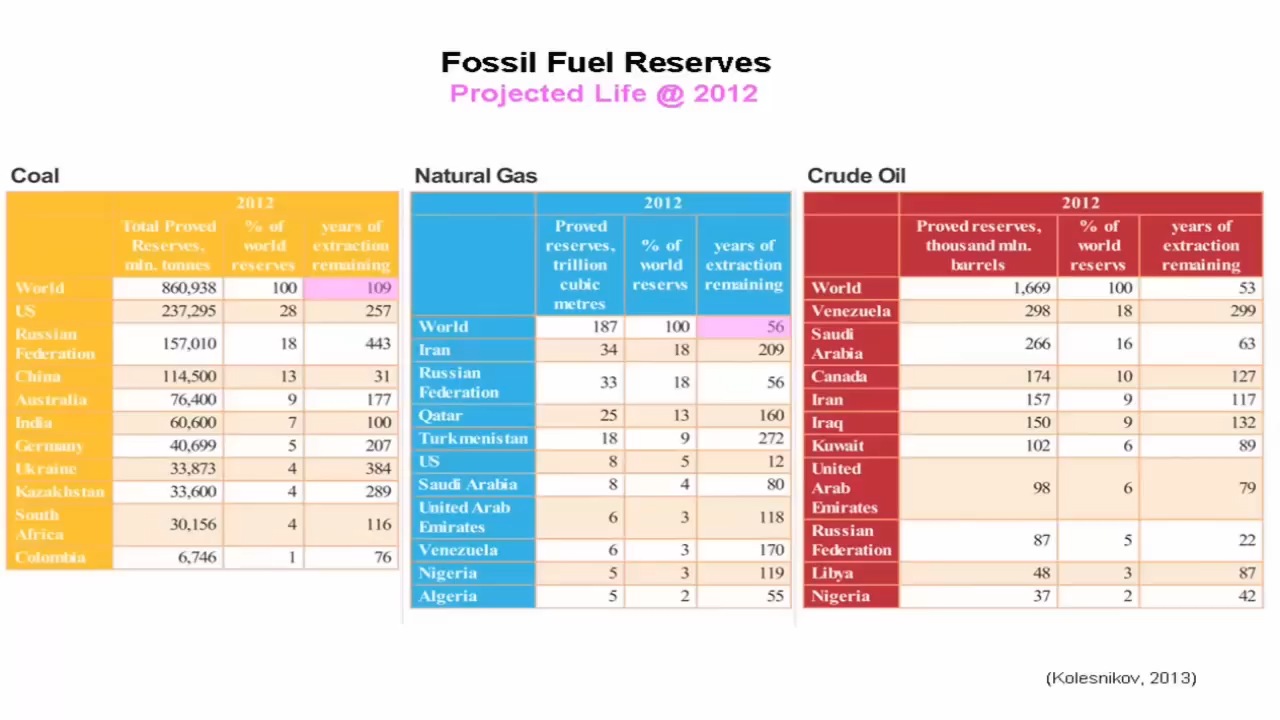 Fossil Fuel Reserves
Projected Life @ 2012
Coal
2012
Total Proved Reserves, mln. tonnes % of world reserves years of extraction remaining
World 860,938 100 109
US 237,295 28 257
Russian Federation 157,010 18 443
China 114,500 13 31
Australia 76,400 9 177
India 60,600 7 100
Germany 40,699 5 207
Ukraine 33,873 4 384
Kazakhstan 33,600 4 289
South Africa 30,156 4 116
Colombia 6,746 1 76
Natural Gas
2012
Proved reserves, trillion cubic metres % of world reservs years of extraction remaining
World 187 100 56
Iran 34 18 209
Russian Federation 33 18 56
Qatar 25 13 160
Turkmenistan 18 9 272
US 8 5 12
Saudi Arabia 8 4 80
United Arab Emirates 6 3 118
Venezuela 6 3 170
Nigeria 5 3 119
Algeria 5 2 55
Crude Oil
2012
Proved reserves, thousand mln. barrels % of world reservs years of extraction remaining
World 1,669 100 53
Venezuela 298 18 299
Saudi Arabia 266 16 63
Canada 174 10 127
Iran 157 9 117
Iraq 150 9 132
Kuwait 102 6 89
United Arab Emirates 98 6 79
Russian Federation 87 5 22
Libya 48 3 87
Nigeria 37 2 42
(Kolesnikov, 2013)